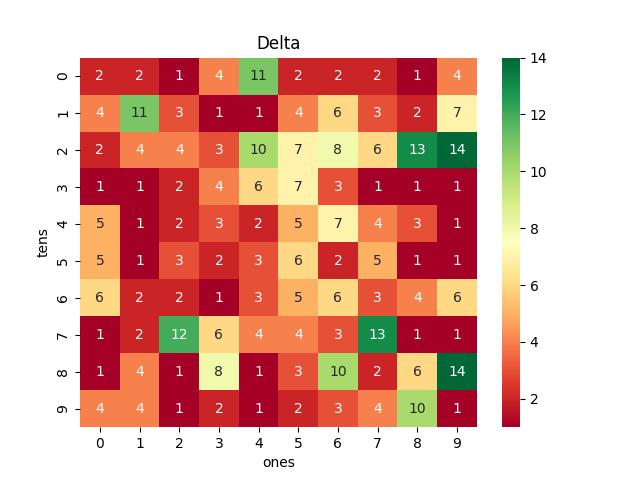 Delta
0 2 2 1 4 11 2 2 2 1 4
1 4 11 3 1 1 4 6 3 2 7
2 2 4 4 3 10 7 8 6 13 14
3 1 1 2 4 6 7 3 1 1 1
4 5 1 2 3 2 5 7 4 3 1
5 5 1 3 2 3 6 2 5 1 1
6 6 2 2 1 3 5 6 3 4 6
7 1 2 12 6 4 4 3 13 1 1
8 1 4 1 8 1 3 10 2 6 14
9 4 4 1 2 1 2 3 4 10 1
0 1 2 3 4 5 6 7 8 9
ones
tens
14
12
10
8
6
4
2